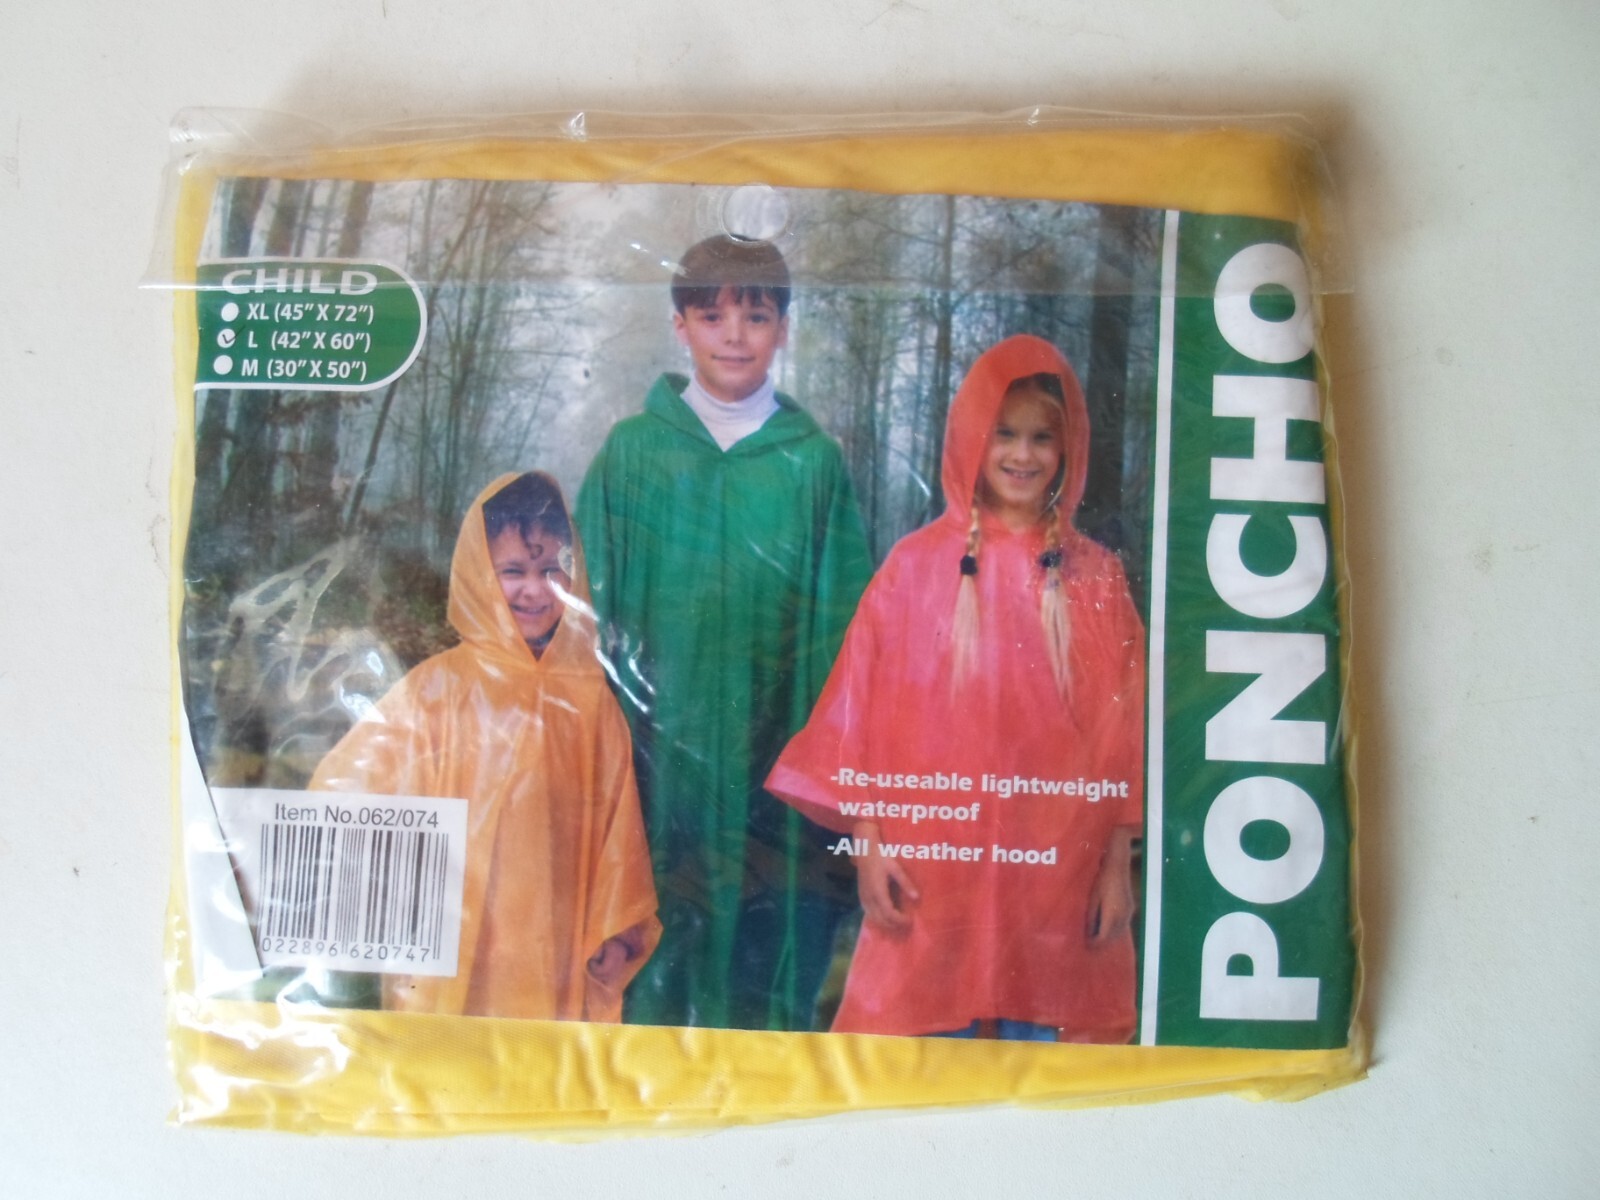 CHILD
XL (45" X 72")
L (42" X 60")
M (30" X 50")
PONCHO
-Re-useable lightweight
waterproof
-All weather hood
Item No.062/074
022896 620747